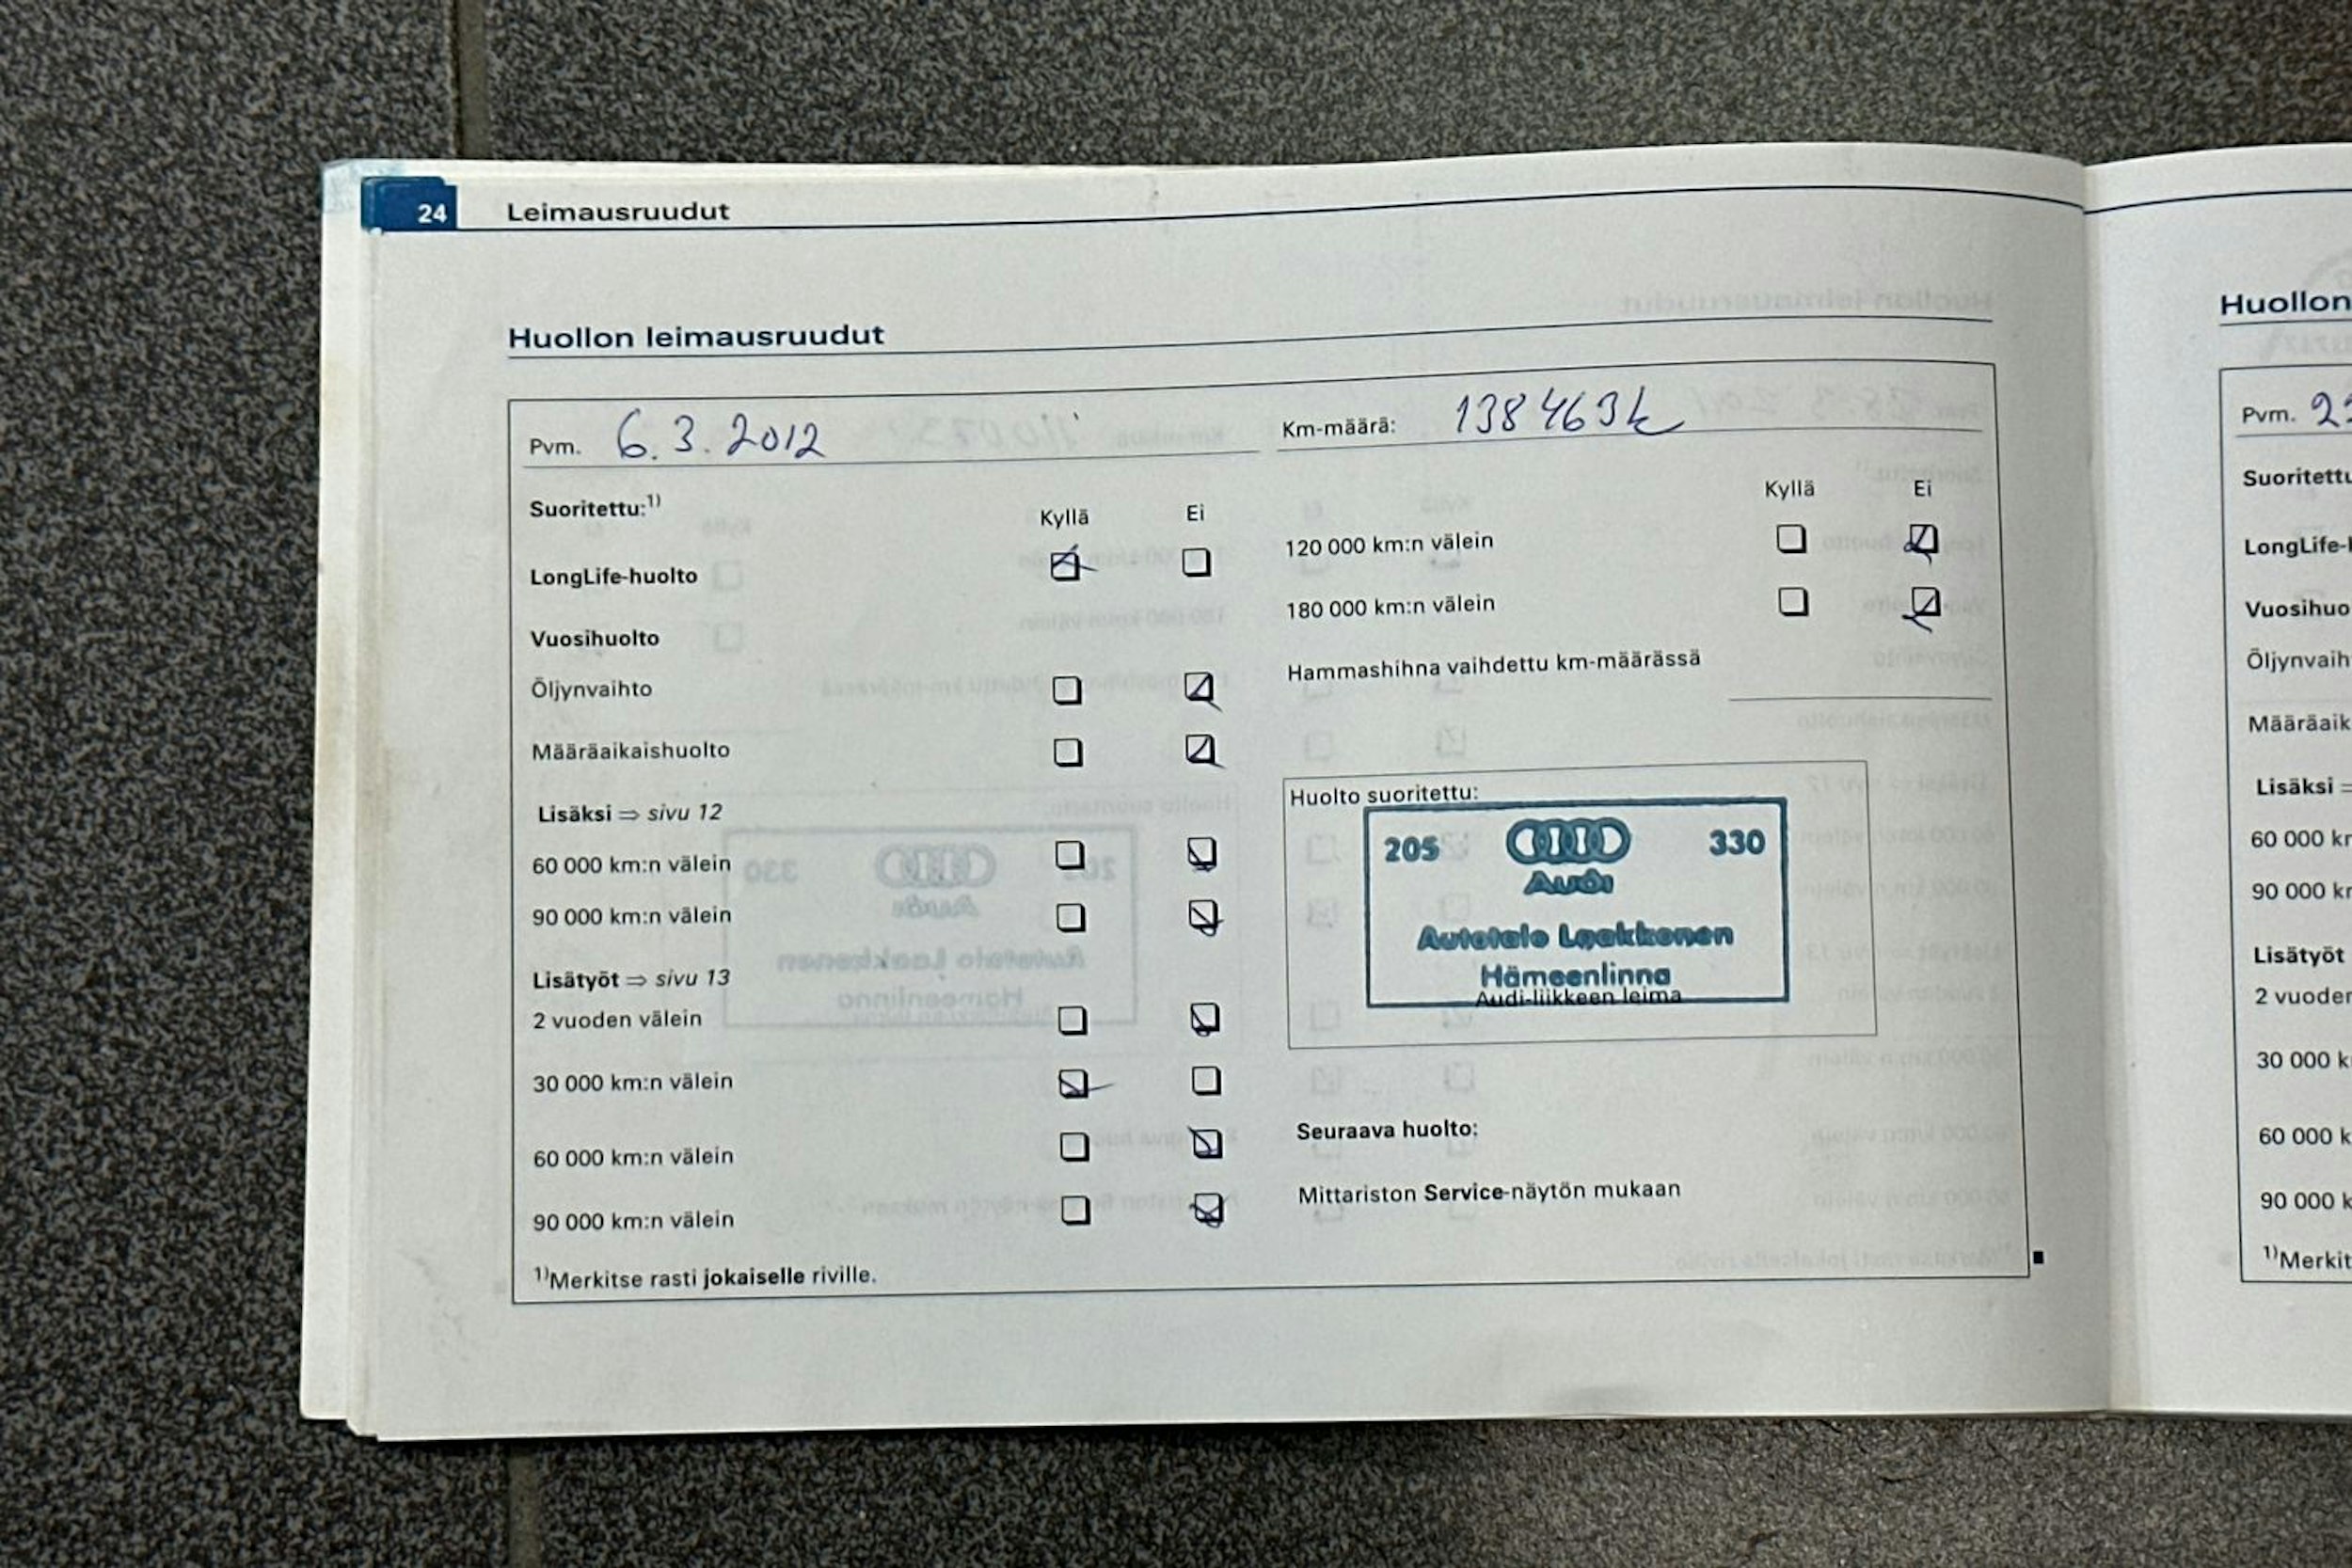 24 Leimausruudut
Huollon leimausruudut
Pvm. 6.3.2012
Suoritettu:1)
Kyllä Ei
LongLife-huolto
Vuosihuolto
Öljynvaihto
Määräaikaishuolto
Lisäksi ⇒ sivu 12
60 000 km:n välein
90 000 km:n välein
Lisätyöt ⇒ sivu 13
2 vuoden välein
30 000 km:n välein
60 000 km:n välein
90 000 km:n välein
1)Merkitse rasti jokaiselle riville.
Km-määrä: 138463k
Kyllä Ei
120 000 km:n välein
180 000 km:n välein
Hammashihna vaihdettu km-määrässä
Huolto suoritettu:
205 330
Audi
Autotalo Laakkonen
Hämeenlinna
Audi-liikkeen leima
Seuraava huolto:
Mittariston Service-näytön mukaan
Huollon
Pvm. 2
Suoritettu
LongLife-
Vuosihuo
Öljynvaih
Määräaik
Lisäksi
60 000 k
90 000 k
Lisätyöt
2 vuoden
30 000 k
60 000 k
90 000 k
1)Merkit